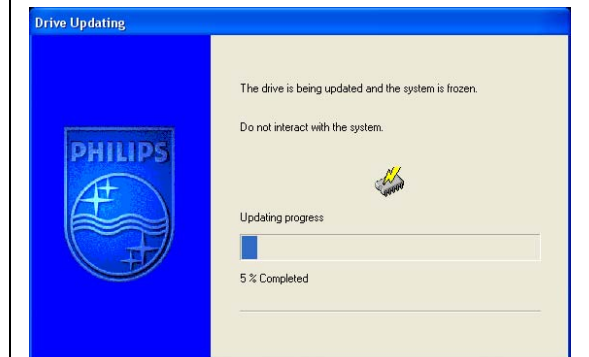 Drive Updating
The drive is being updated and the system is frozen.
Do not interact with the system.
PHILIPS
Updating progress
5 % Completed